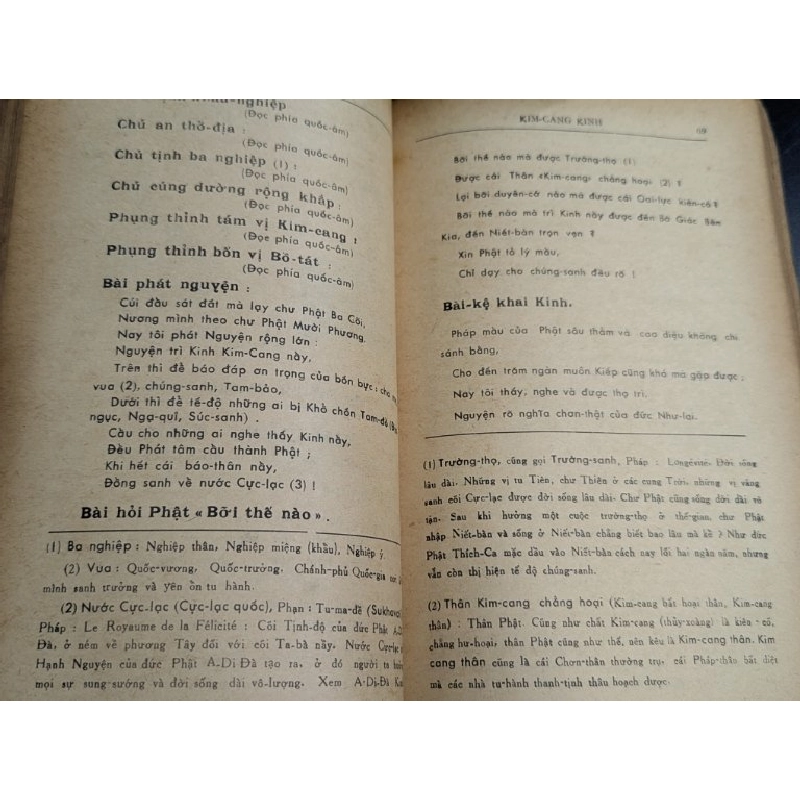 khẩu-nghiệp
(Đọc phía quốc-âm)
Chú an thổ-địa :
(Đọc phía quốc-âm)
Chú tịnh ba nghiệp (1) :
(Đọc phía quốc-âm)
Chú cúng dường rộng khắp :
(Đọc phía quốc-âm)
Phụng thỉnh tám vị Kim-cang :
(Đọc phía quốc-âm)
Phụng thỉnh bốn vị Bồ-tát :
(Đọc phía quốc-âm)
Bài phát nguyện :
Cúi đầu sát đất mà lạy chư Phật Ba Cõi,
Nương mình theo chư Phật Mười Phương.
Nay tôi phát Nguyện rộng lớn :
Nguyện trì Kinh Kim-Cang này,
Trên thì để báo đáp ân trọng của bốn bực : cha
vua (2), chúng-sanh, Tam-bảo,
Dưới thì để tế-độ những ai bị Khổ chốn Tam-đồ
ngục, Ngạ-quỉ, Súc-sanh) .
Cầu cho những ai nghe thấy Kinh này,
Đều Phát tâm cầu thành Phật ;
Khi hết cái báo-thân này,
Đồng sanh về nước Cực-lạc (3) !
Bài hỏi Phật « Bởi thế nào » .
(1) Ba nghiệp : Nghiệp thân, Nghiệp miệng (khẩu), Nghiệp ý
(2) Vua : Quốc-vương, Quốc-trưởng, Chánh-phủ Quốc-gia
mình sanh trưởng và yên ổn tu hành.
(2) Nước Cực-lạc (Cực-lạc quốc), Phạn : Tu-ma-đề
Pháp : Le Royaume de la Félicité : Cõi Tịnh-độ của đức Phật A-Di
Đà, ở ném về phương Tây đối với cõi Ta-bà nầy. Nước Cực-lạc
Hạnh Nguyện của đức Phật A-Di Đà tạo ra, ở đó người ta
mọi sự sung-sướng và đời sống dài vô-lượng. Xem A-Di-Đà
KIM-CANG KINH
69
Bởi thế nào mà được Trường-thọ (1)
Được cái Thân «Kim-cang» chẳng hoại (2) ?
Lại bởi duyên-cớ nào mà được cái Oai-lực kiên-cố ?
Bởi thế nào mà trì Kinh này được đến Bờ Giác Bên
Kia, đến Niết-bàn trọn vẹn ?
Xin Phật tỏ lý mầu,
Chỉ dạy cho chúng-sanh đều rõ !
Bài-kệ khai Kinh.
Pháp màu của Phật sâu thẳm và cao diệu không chi
sánh bằng,
Cho đến trăm ngàn muôn Kiếp cũng khó mà gặp được ;
Nay tôi thấy, nghe và được thọ trì.
Nguyện rõ nghĩa chơn-thật của đức Như-lai.
(1) Trường-thọ, cũng gọi Trường-sanh, Pháp : Longévité. Đời sống
lâu dài. Những vị tu Tiên, chư Thiên ở các cung Trời, những vị vãng
sanh cõi Cực-lạc được đời sống lâu dài. Chư Phật cũng sống đời dài vô
tận. Sau khi hưởng một cuộc trường-thọ ở thế-gian, chư Phật
nhập Niết-bàn và sống ở Niết-bàn chẳng biết bao lâu mà kể ? Như đức
Phật Thích-Ca mặc dầu vào Niết-bàn cách nay lối hai ngàn năm, nhưng
vẫn còn thị hiện tế độ chúng-sanh.
(2) Thân Kim-cang chẳng hoại (Kim-cang bất hoại thân, Kim-cang
thân) : Thân Phật. Cũng như chất Kim-cang (thủy-xoàng) là kiên - cố,
chẳng hư-hoại, thân Phật cũng như thế, nên kêu là Kim-cang thân. Kim
cang thân cũng là cái Chơn-thân thường trụ, cái Pháp-thân bất diệt
mà các nhà tu-hành thanh-tịnh thâu hoạch được.